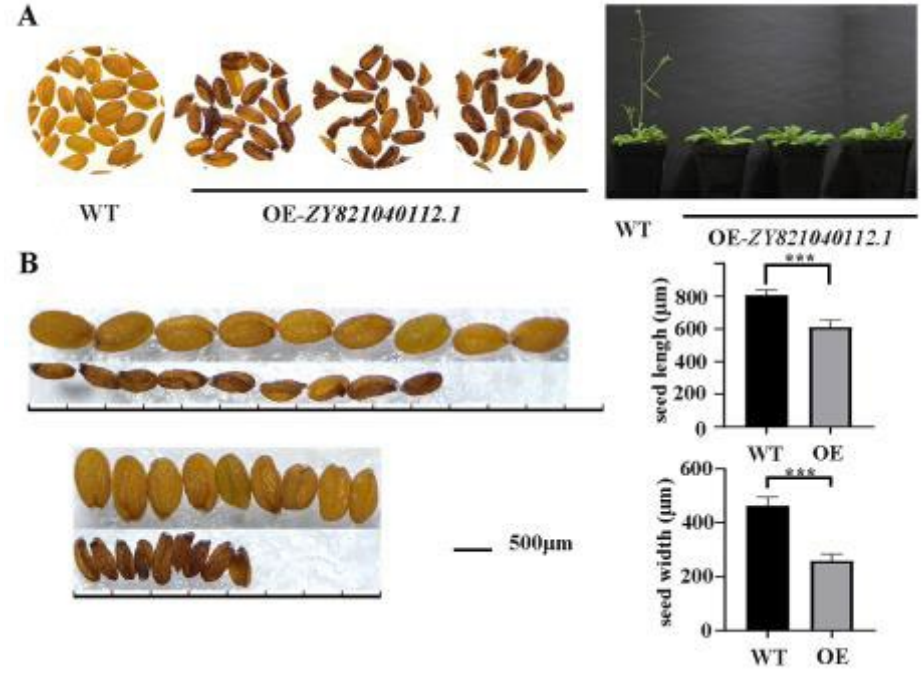 A
WT
OE-ZY821040112.1
WT
OE-ZY821040112.1
B
***
800
600
400
200
0
seed lengh (μm)
WT
OE
500μm
***
600
400
200
0
seed width (μm)
WT
OE